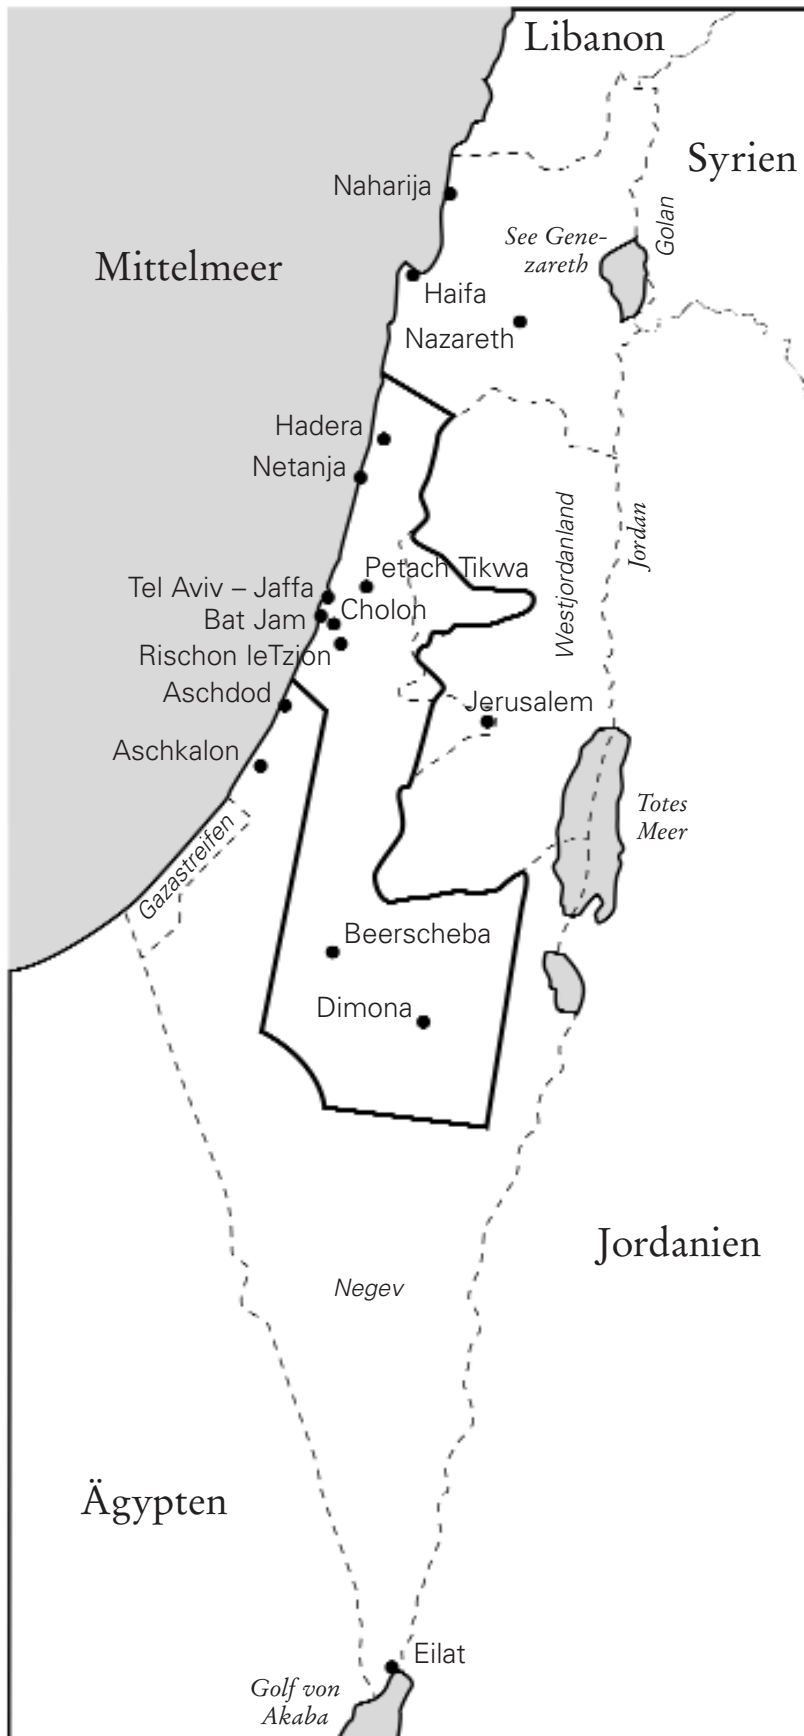 Libanon
Syrien
Naharija
Golan
See Gene-
zareth
Mittelmeer
Haifa
Nazareth
Hadera
Netanja
Westjordanland
Jordan
Petach Tikwa
Tel Aviv – Jaffa
Cholon
Bat Jam
Rischon leTzion
Aschdod
Jerusalem
Aschkalon
Totes
Meer
Gazastreifen
Beerscheba
Dimona
Jordanien
Negev
Ägypten
Eilat
Golf von
Akaba